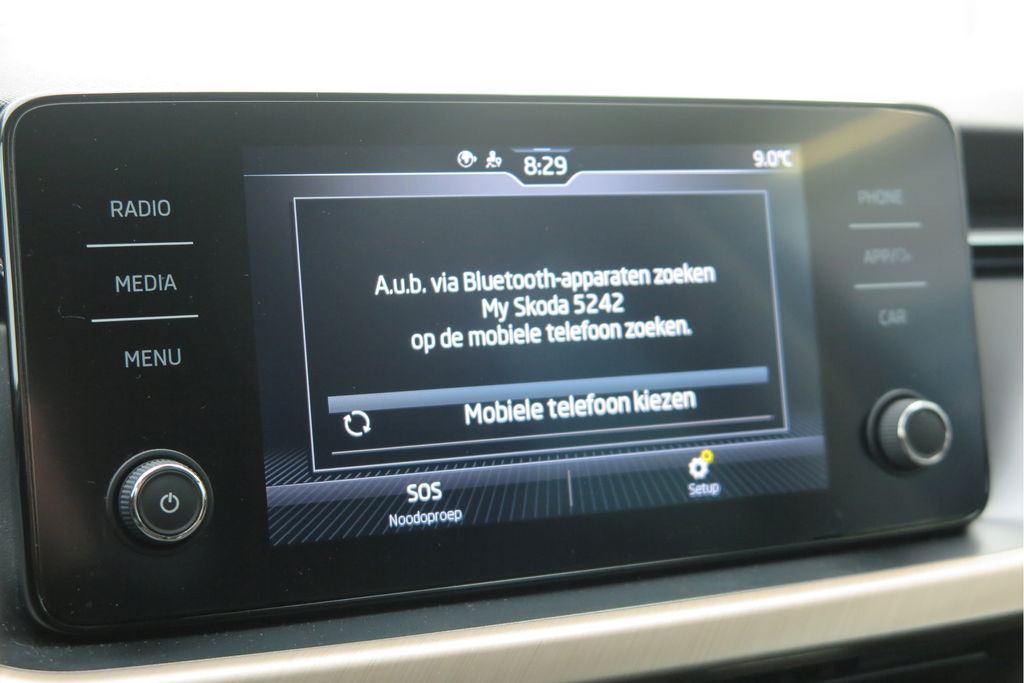 8:29
9.0°C
RADIO
MEDIA
MENU
A.u.b. via Bluetooth-apparaten zoeken
My Skoda 5242
op de mobiele telefoon zoeken.
Mobiele telefoon kiezen
SOS
Noodoproep
Setup
PHONE
CAR